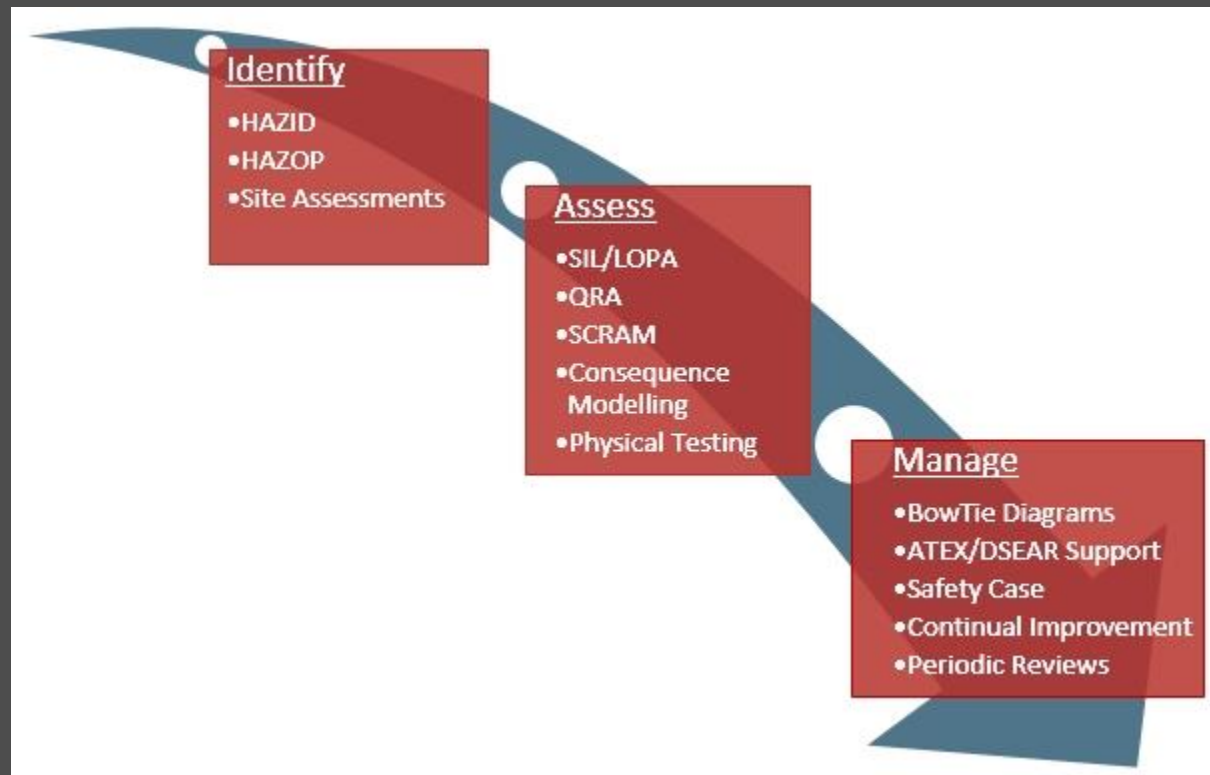 Identify
•HAZID
•HAZOP
•Site Assessments
Assess
•SIL/LOPA
•QRA
•SCRAM
•Consequence
Modelling
•Physical Testing
Manage
•BowTie Diagrams
•ATEX/DSEAR Support
•Safety Case
•Continual Improvement
•Periodic Reviews